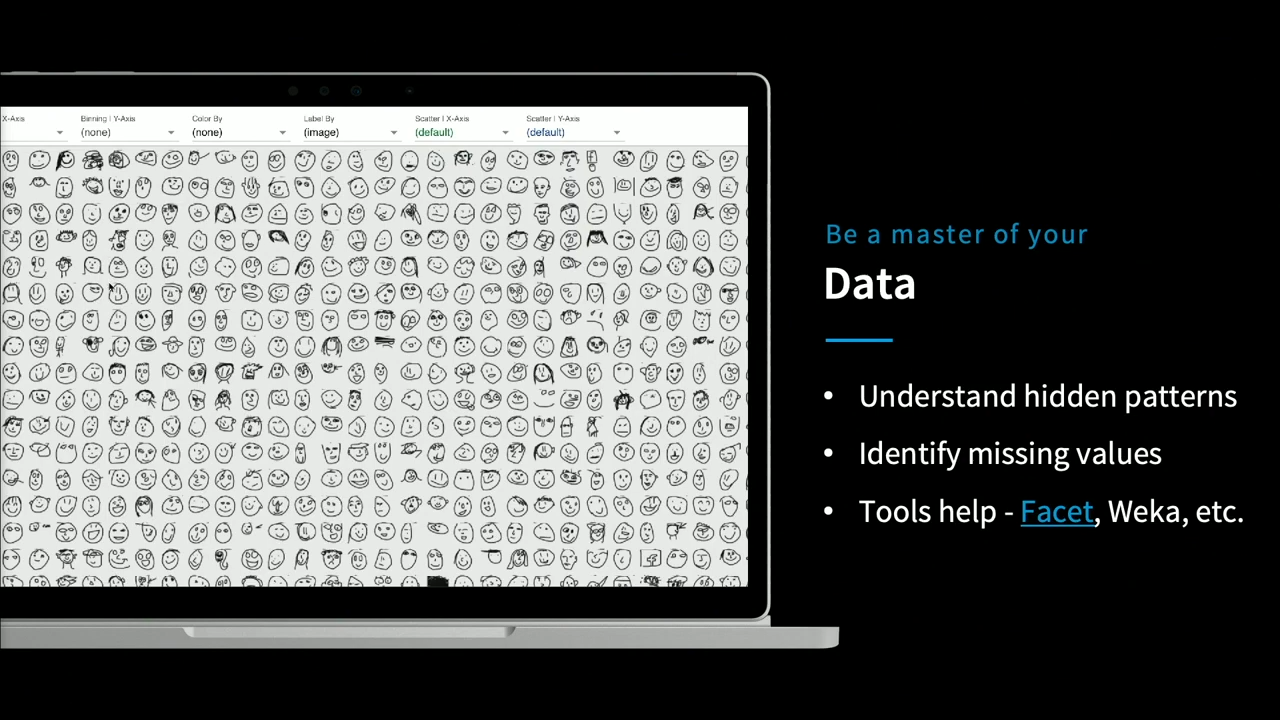 X-Axis
Binning | Y-Axis
Color By
Label By
Scatter | X-Axis
Scatter | Y-Axis
(none)
(none)
(image)
(default)
(default)
Be a master of your
Data
• Understand hidden patterns
• Identify missing values
• Tools help - Facet, Weka, etc.